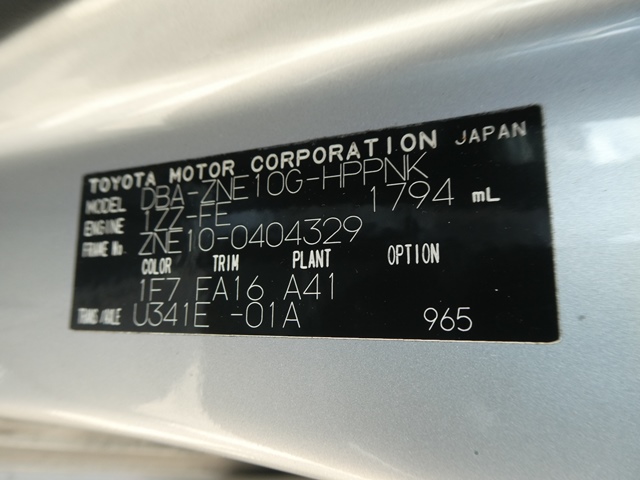 TOYOTA MOTOR CORPORATION JAPAN
MODEL DBA-ZNE10G-HPPNK
ENGINE 1ZZ-FE 1794 mL
FRAME No. ZNE10-0404329
COLOR TRIM PLANT OPTION
1F7 FA16 A41
TRANS/AXLE U341E -01A 965